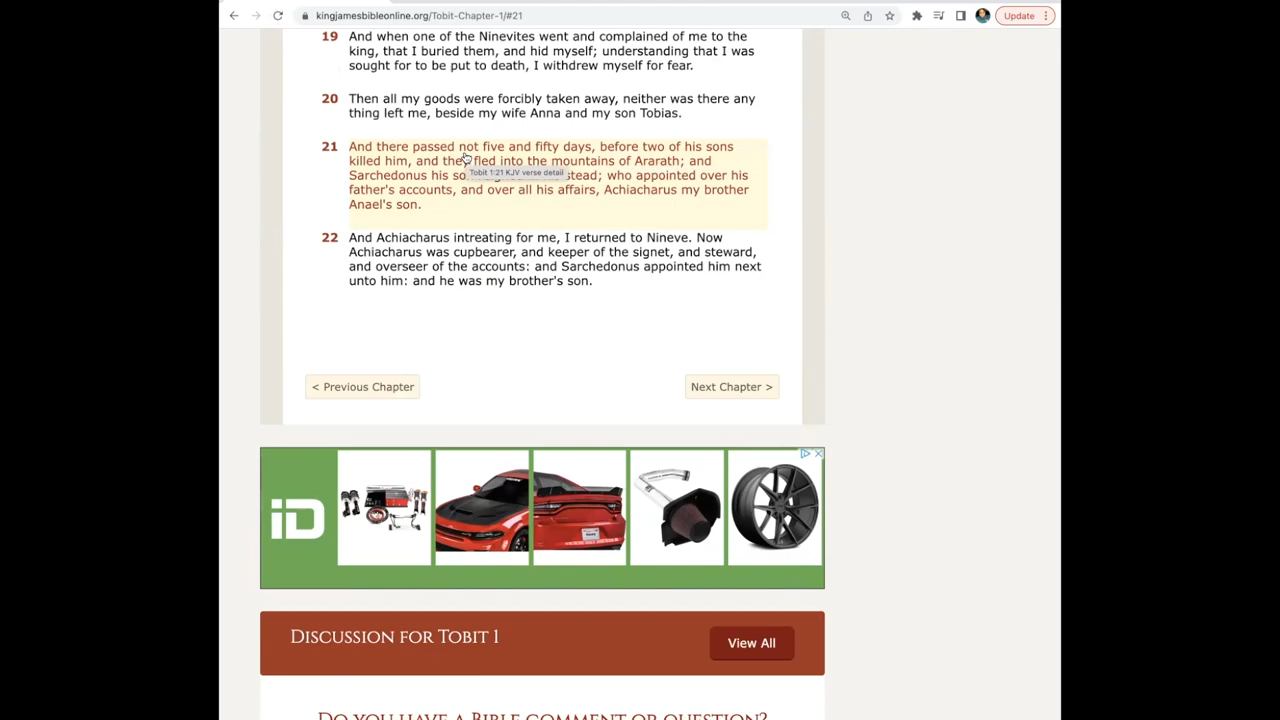 kingjamesbibleonline.org/Tobit-Chapter-1/#21
Update
19 And when one of the Ninevites went and complained of me to the
king, that I buried them, and hid myself; understanding that I was
sought for to be put to death, I withdrew myself for fear.
20 Then all my goods were forcibly taken away, neither was there any
thing left me, beside my wife Anna and my son Tobias.
21 And there passed not five and fifty days, before two of his sons
killed him, and they fled into the mountains of Ararath; and
Tobit 1:21 KJV verse detail
Sarchedonus his stead; who appointed over his
father's accounts, and over all his affairs, Achiacharus my brother
Anael's son.
22 And Achiacharus intreating for me, I returned to Nineve. Now
Achiacharus was cupbearer, and keeper of the signet, and steward,
and overseer of the accounts: and Sarchedonus appointed him next
unto him: and he was my brother's son.
< Previous Chapter
Next Chapter >
iD
Discussion for Tobit 1
View All
Do you have a Bible comment or question?